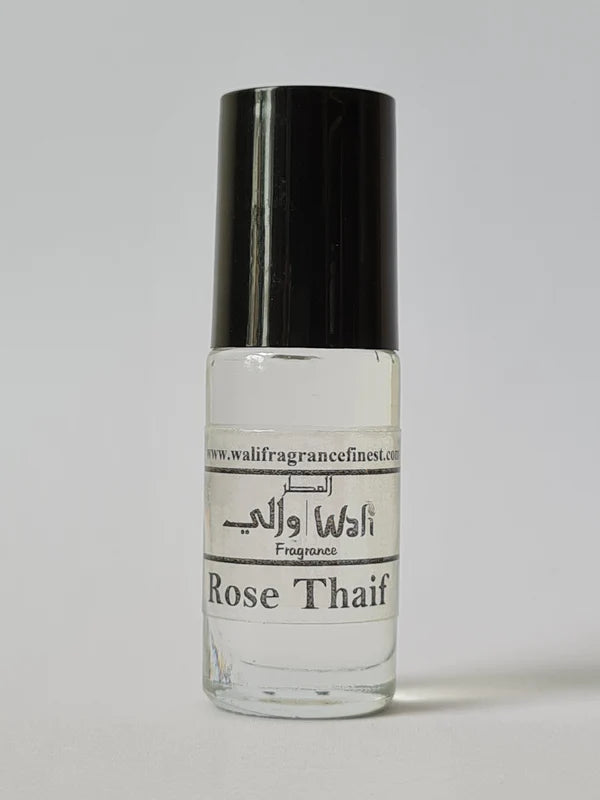 www.walifragrancefinest.com
العطر
والي Wali
Fragrance
Rose Thaif